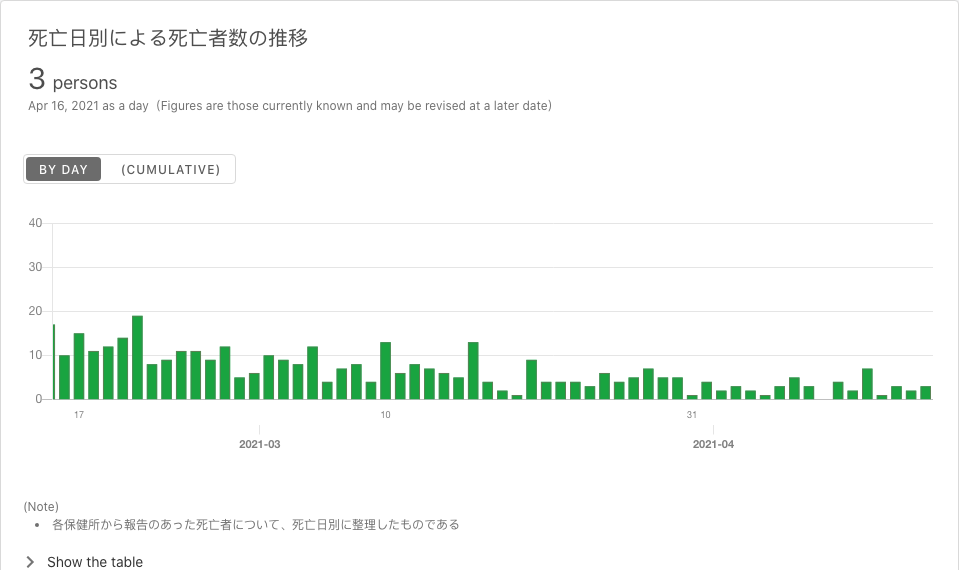 死亡日別による死亡者数の推移
3 persons
Apr 16, 2021 as a day（Figures are those currently known and may be revised at a later date）
BY DAY (CUMULATIVE)
40
30
20
10
0
17 10 31
2021-03 2021-04
(Note)
• 各保健所から報告のあった死亡者について、死亡日別に整理したものである
Show the table